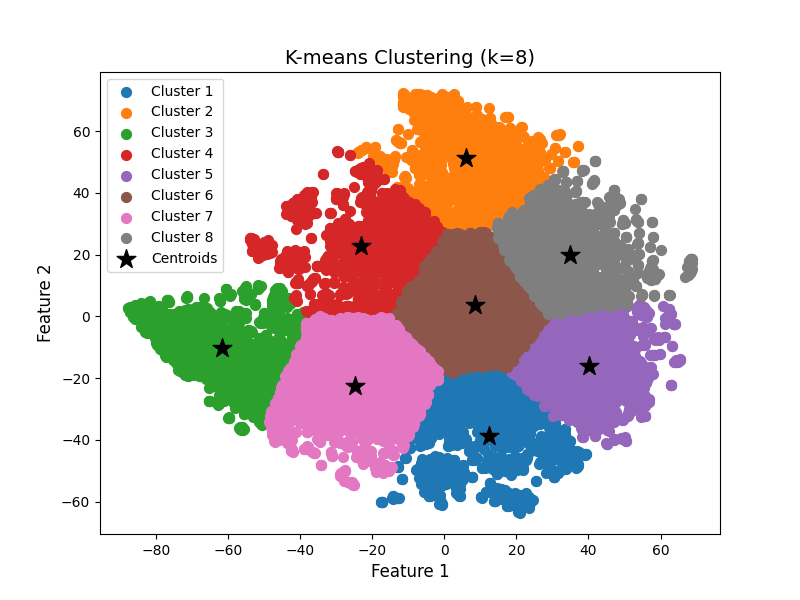 K-means Clustering (k=8)
Cluster 1
Cluster 2
Cluster 3
Cluster 4
Cluster 5
Cluster 6
Cluster 7
Cluster 8
Centroids
Feature 2
60
40
20
0
−20
−40
−60
−80 −60 −40 −20 0 20 40 60
Feature 1